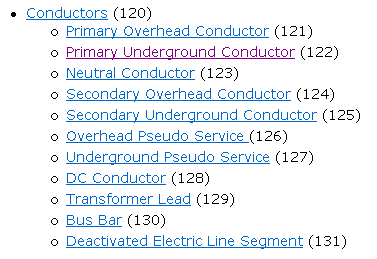 Conductors (120)
Primary Overhead Conductor (121)
Primary Underground Conductor (122)
Neutral Conductor (123)
Secondary Overhead Conductor (124)
Secondary Underground Conductor (125)
Overhead Pseudo Service (126)
Underground Pseudo Service (127)
DC Conductor (128)
Transformer Lead (129)
Bus Bar (130)
Deactivated Electric Line Segment (131)